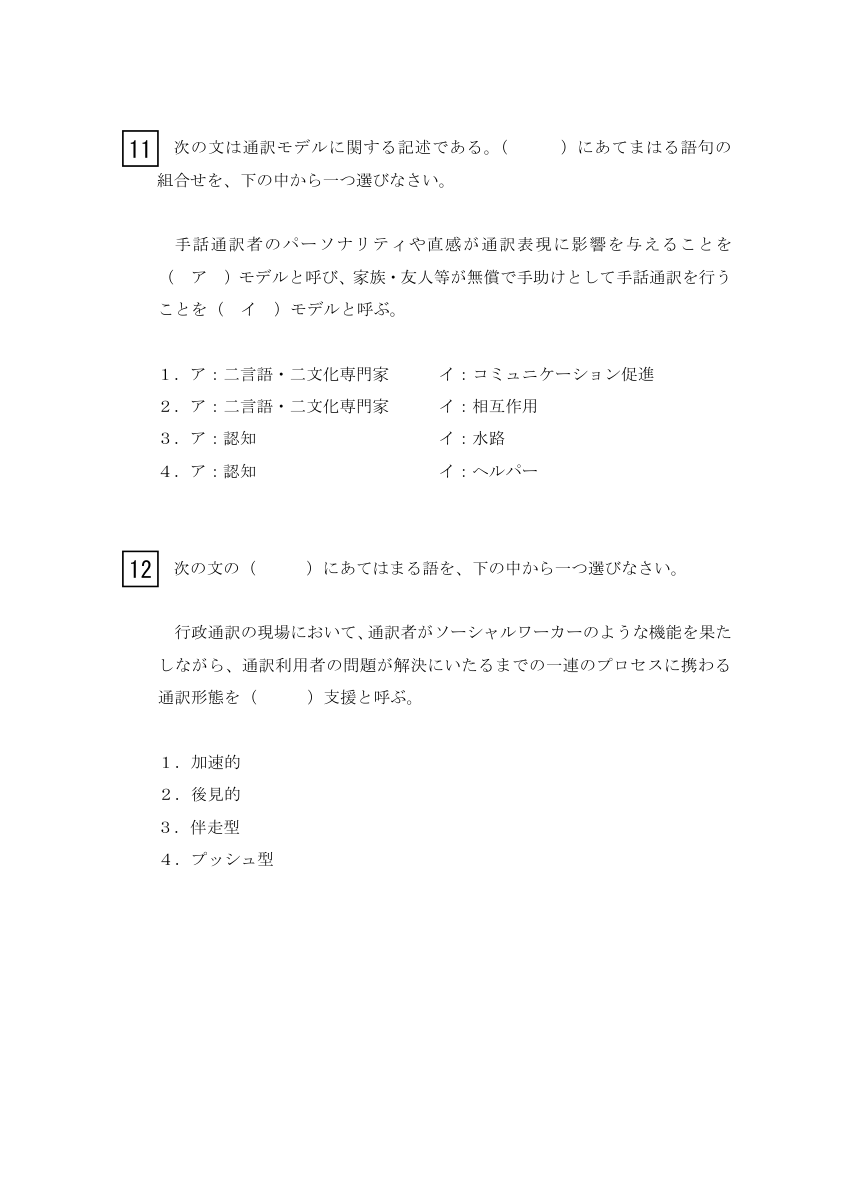 11 次の文は通訳モデルに関する記述である。(　　　)にあてまはる語句の
組合せを、下の中から一つ選びなさい。
手話通訳者のパーソナリティや直感が通訳表現に影響を与えることを
(　ア　)モデルと呼び、家族・友人等が無償で手助けとして手話通訳を行う
ことを(　イ　)モデルと呼ぶ。
１．ア：二言語・二文化専門家　　　イ：コミュニケーション促進
２．ア：二言語・二文化専門家　　　イ：相互作用
３．ア：認知　　　イ：水路
４．ア：認知　　　イ：ヘルパー
12 次の文の(　　　)にあてはまる語を、下の中から一つ選びなさい。
行政通訳の現場において、通訳者がソーシャルワーカーのような機能を果た
しながら、通訳利用者の問題が解決にいたるまでの一連のプロセスに携わる
通訳形態を(　　　)支援と呼ぶ。
１．加速的
２．後見的
３．伴走型
４．プッシュ型